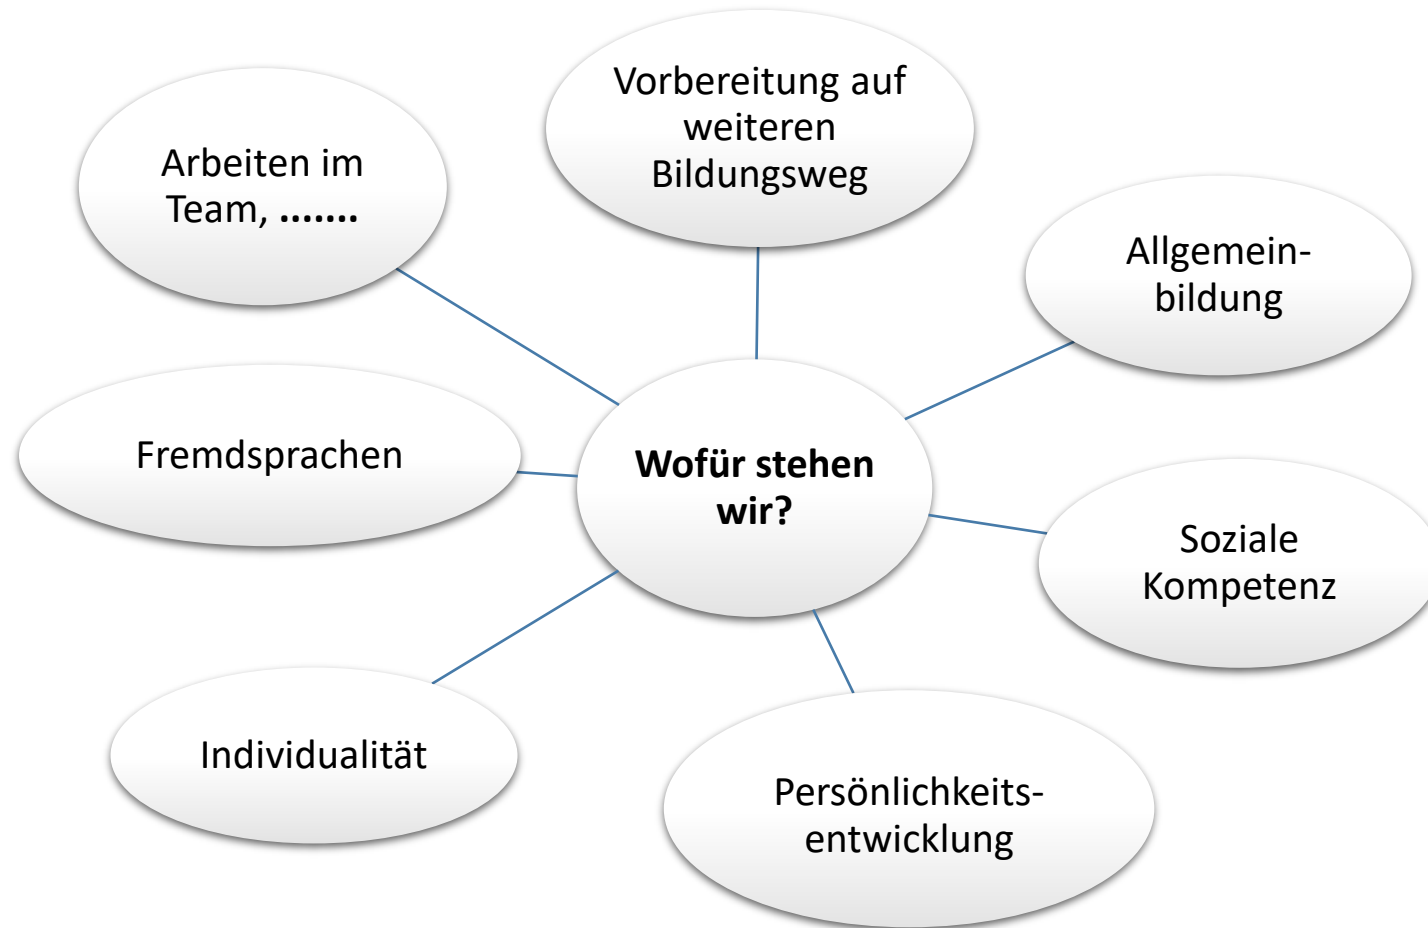 Vorbereitung auf
weiteren
Bildungsweg
Arbeiten im
Team, .......
Allgemein-
bildung
Fremdsprachen
Wofür stehen
wir?
Soziale
Kompetenz
Individualität
Persönlichkeits-
entwicklung